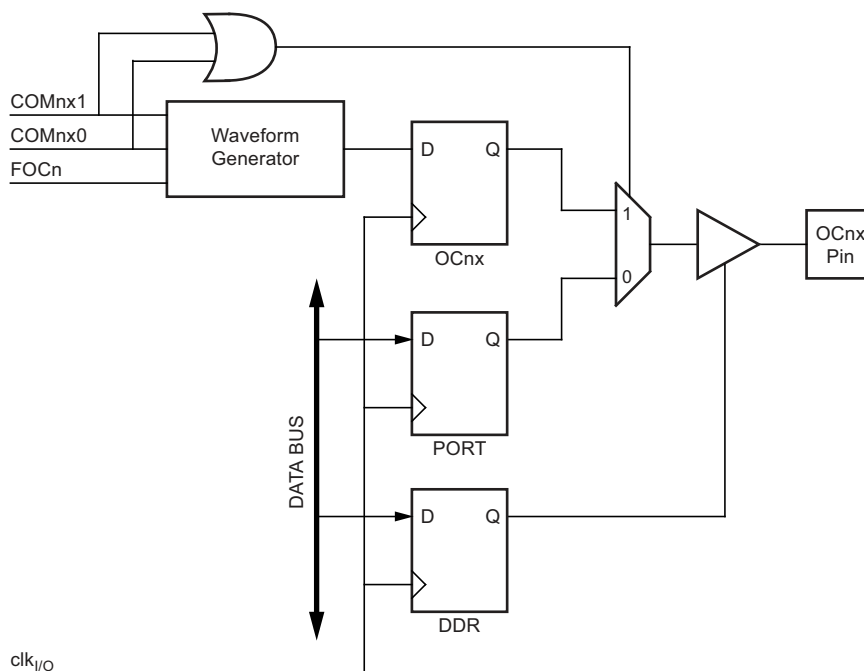 COMnx1
COMnx0
FOCn
Waveform
Generator
D
Q
OCnx
1
0
OCnx
Pin
D
Q
PORT
DATA BUS
D
Q
DDR
clkI/O